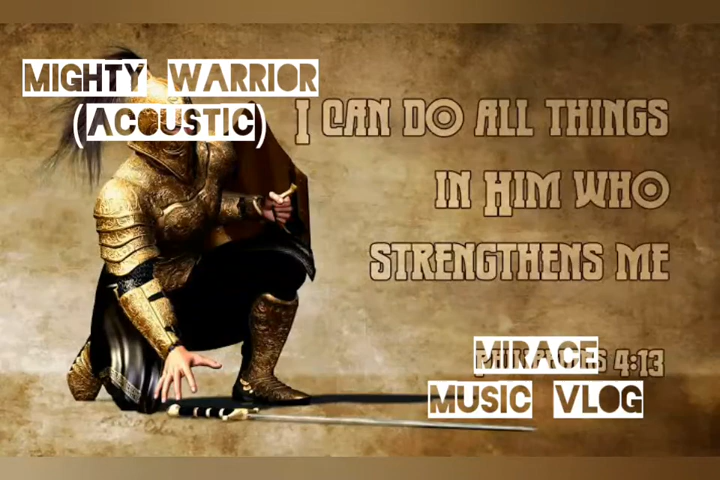 MIGHTY WARRIOR
(ACOUSTIC)
I CAN DO ALL THINGS
IN HIM WHO
STRENGTHENS ME
MIRACE
4:13
MUSIC VLOG